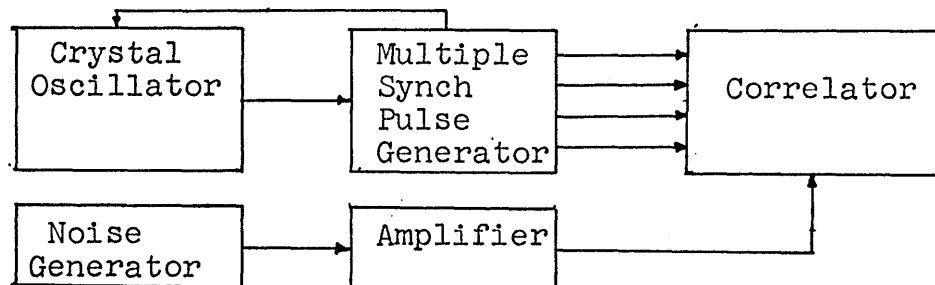 Crystal
Oscillator
Multiple
Synch
Pulse
Generator
Correlator
Noise
Generator
Amplifier